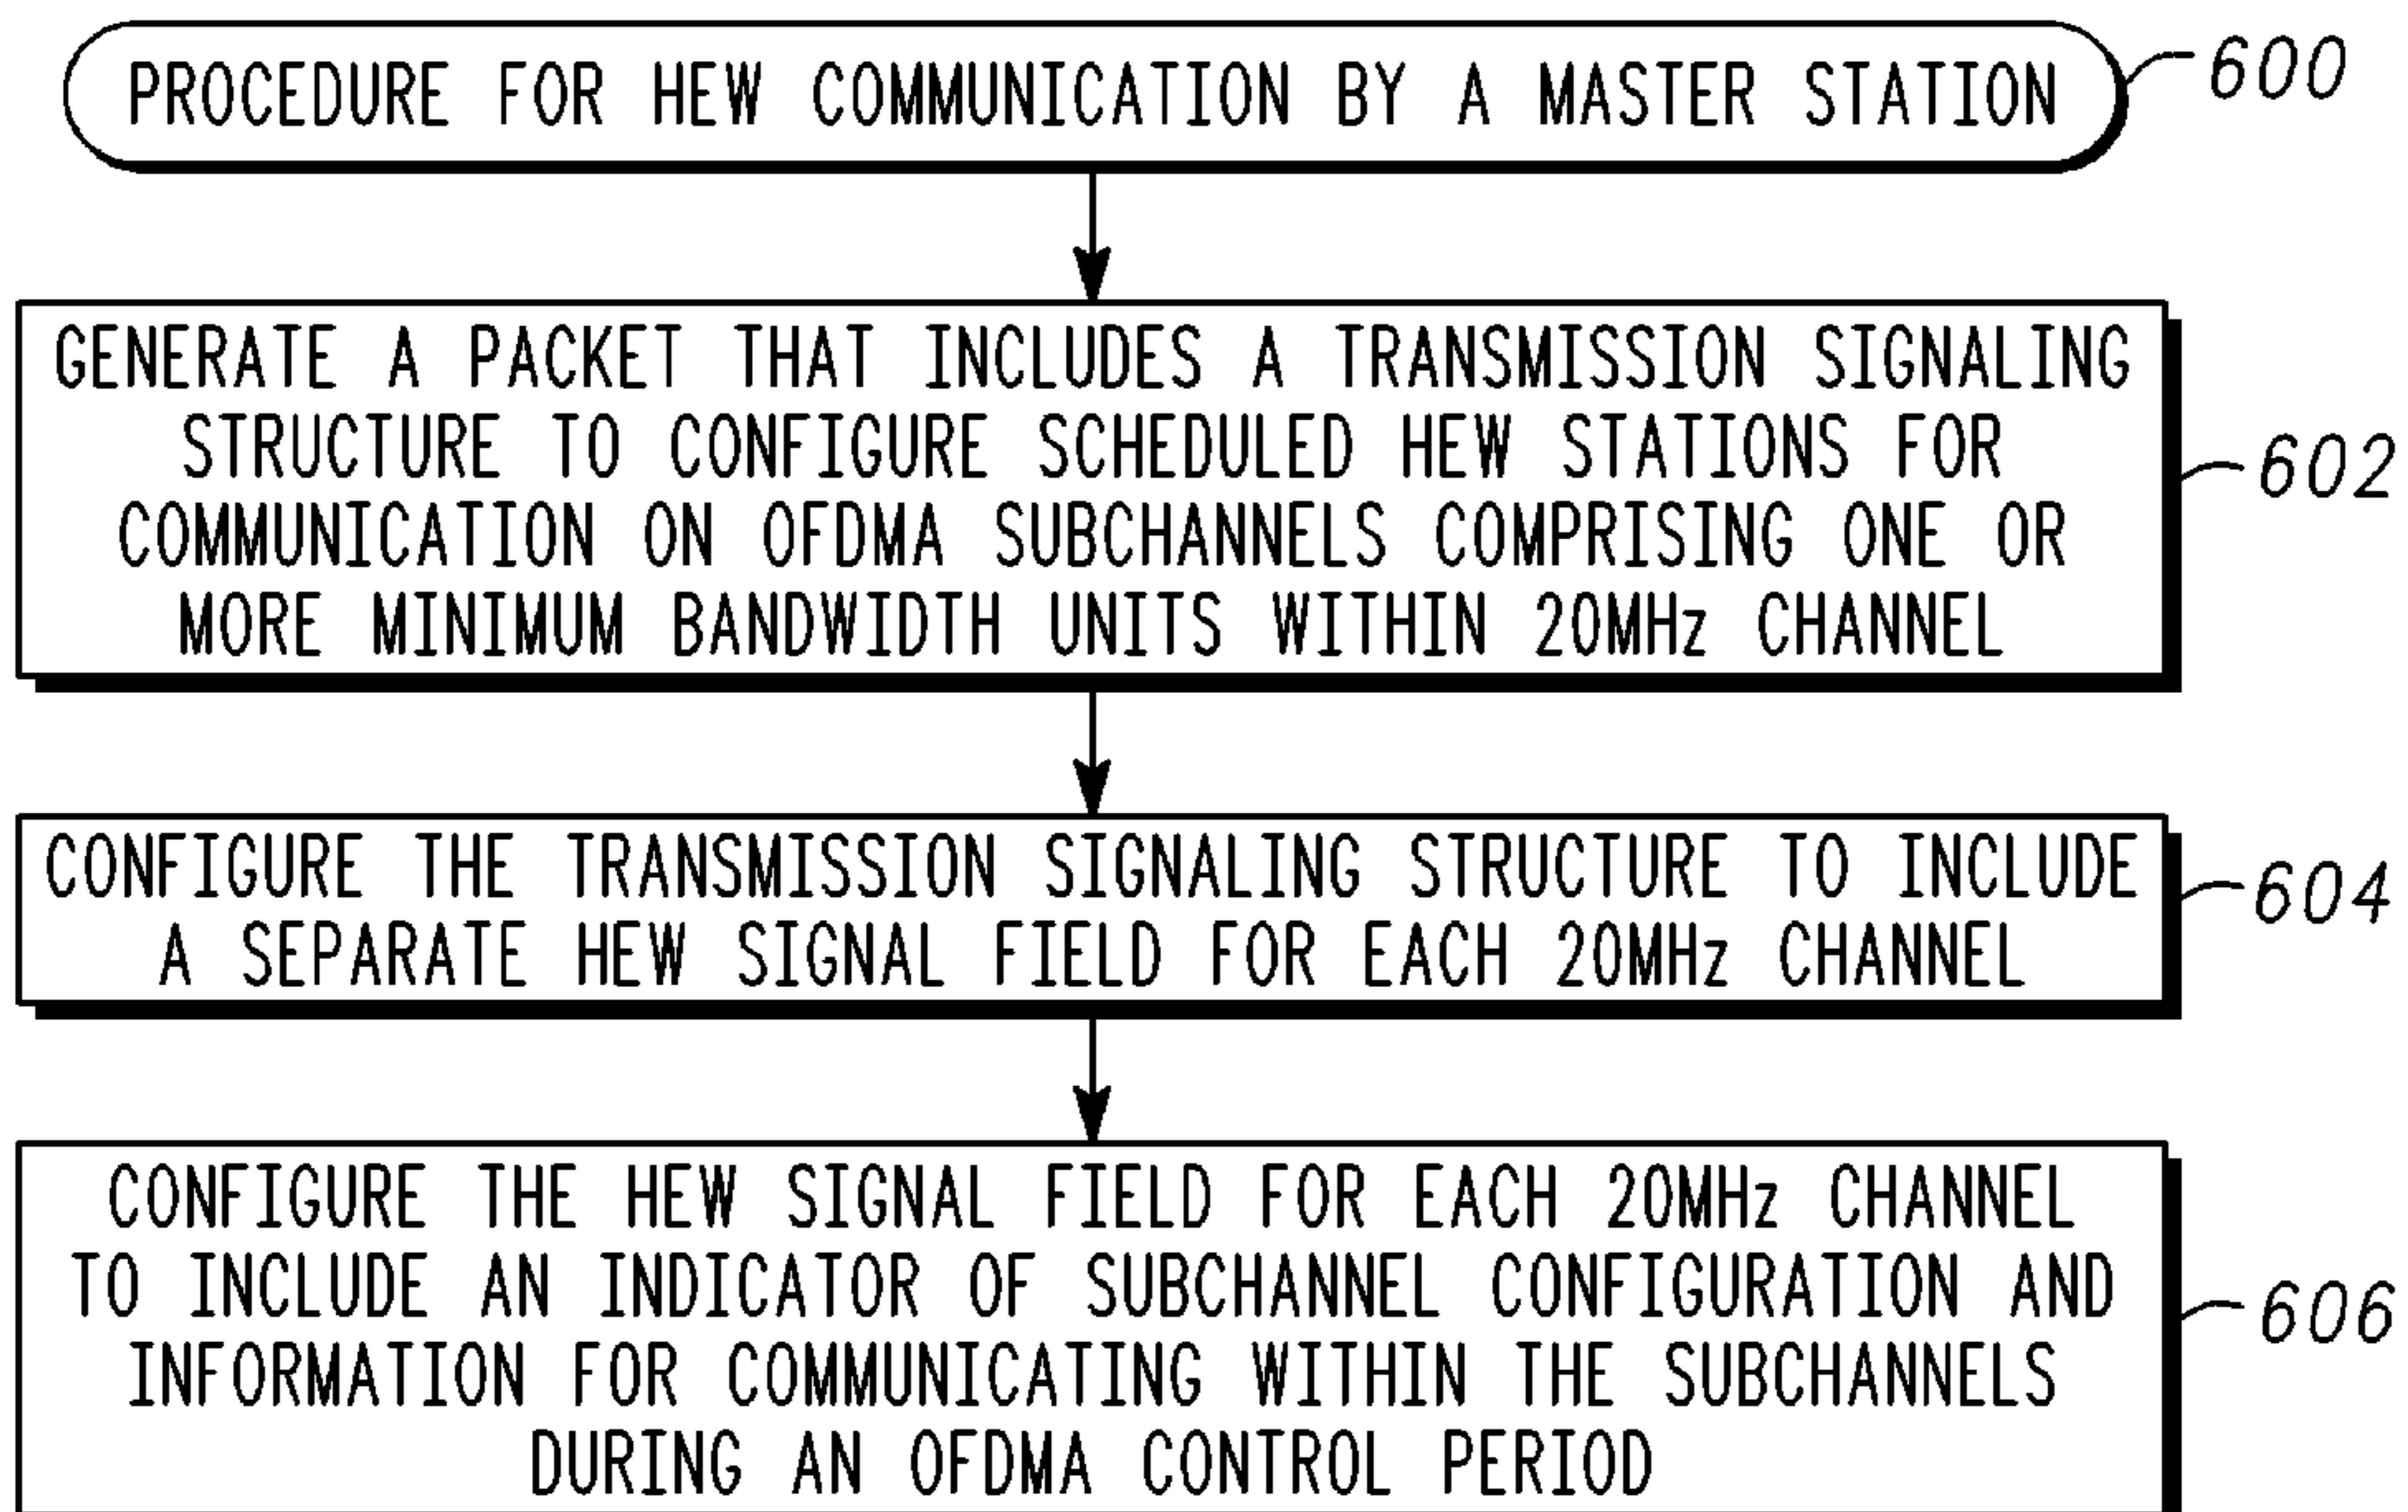 PROCEDURE FOR HEW COMMUNICATION BY A MASTER STATION
600
GENERATE A PACKET THAT INCLUDES A TRANSMISSION SIGNALING
STRUCTURE TO CONFIGURE SCHEDULED HEW STATIONS FOR
COMMUNICATION ON OFDMA SUBCHANNELS COMPRISING ONE OR
MORE MINIMUM BANDWIDTH UNITS WITHIN 20MHz CHANNEL
602
CONFIGURE THE TRANSMISSION SIGNALING STRUCTURE TO INCLUDE
A SEPARATE HEW SIGNAL FIELD FOR EACH 20MHz CHANNEL
604
CONFIGURE THE HEW SIGNAL FIELD FOR EACH 20MHz CHANNEL
TO INCLUDE AN INDICATOR OF SUBCHANNEL CONFIGURATION AND
INFORMATION FOR COMMUNICATING WITHIN THE SUBCHANNELS
DURING AN OFDMA CONTROL PERIOD
606